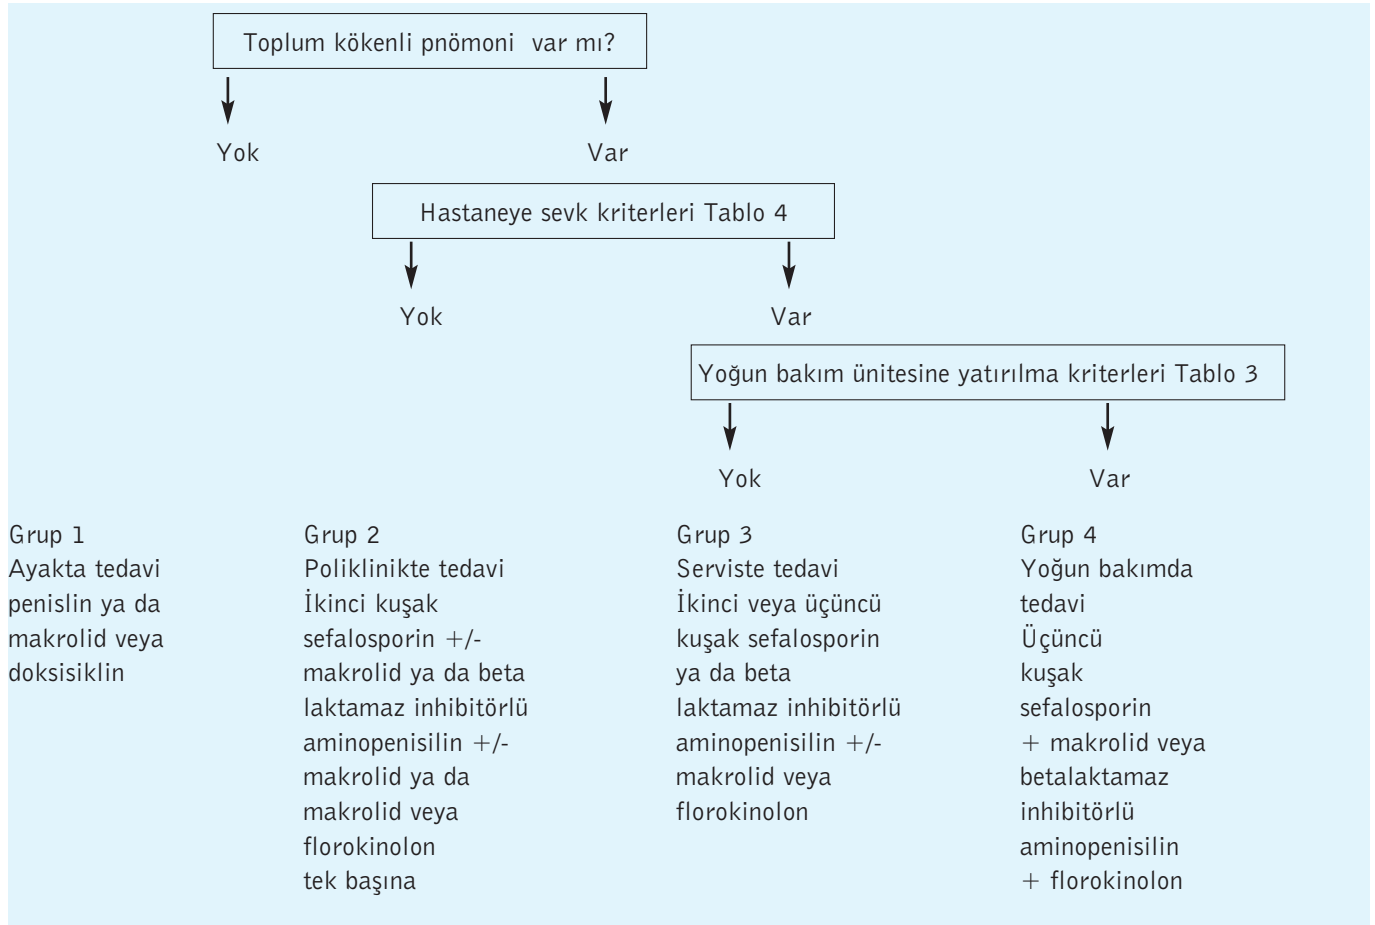 Toplum kökenli pnömoni var mı?
Yok
Var
Hastaneye sevk kriterleri Tablo 4
Yok
Var
Yoğun bakım ünitesine yatırılma kriterleri Tablo 3
Yok
Var
Grup 1
Ayakta tedavi
penislin ya da
makrolid veya
doksisiklin
Grup 2
Poliklinikte tedavi
İkinci kuşak
sefalosporin +/-
makrolid ya da beta
laktamaz inhibitörlü
aminopenisilin +/-
makrolid ya da
makrolid veya
florokinolon
tek başına
Grup 3
Serviste tedavi
İkinci veya üçüncü
kuşak sefalosporin
ya da beta
laktamaz inhibitörlü
aminopenisilin +/-
makrolid veya
florokinolon
Grup 4
Yoğun bakımda
tedavi
Üçüncü
kuşak
sefalosporin
+ makrolid veya
betalaktamaz
inhibitörlü
aminopenisilin
+ florokinolon